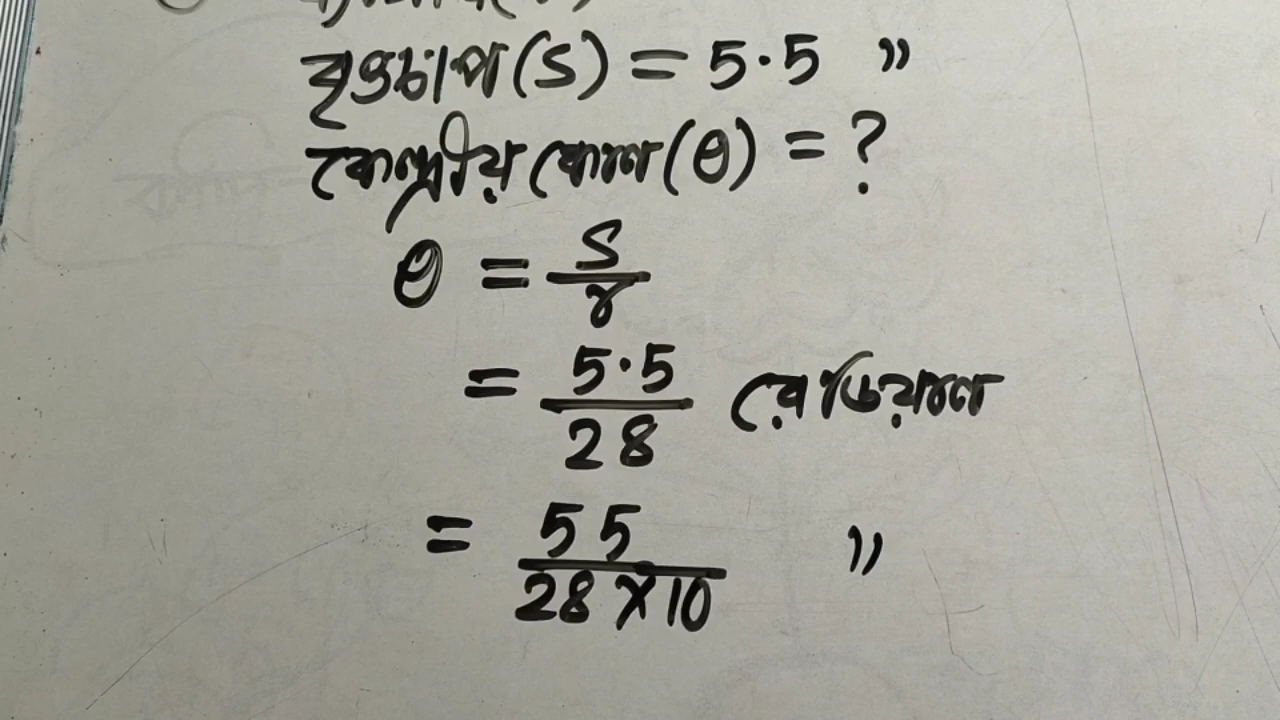 বৃত্তচাপ (S) = 5.5 "
কেন্দ্রীয় কোণ (θ) = ?
θ = S/r
= 5.5/28 রেডিয়ান
= 55/28×10 "